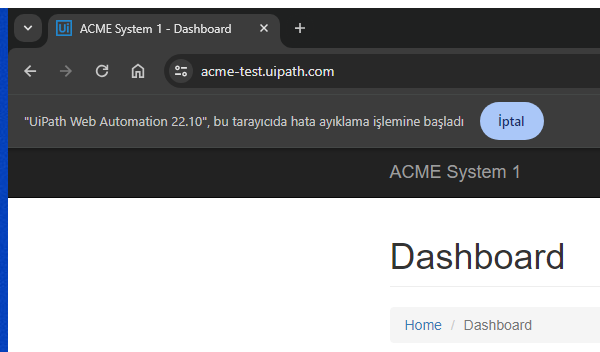 Ui ACME System 1 - Dashboard
acme-test.uipath.com
"UiPath Web Automation 22.10", bu tarayıcıda hata ayıklama işlemine başladı İptal
ACME System 1
Dashboard
Home / Dashboard